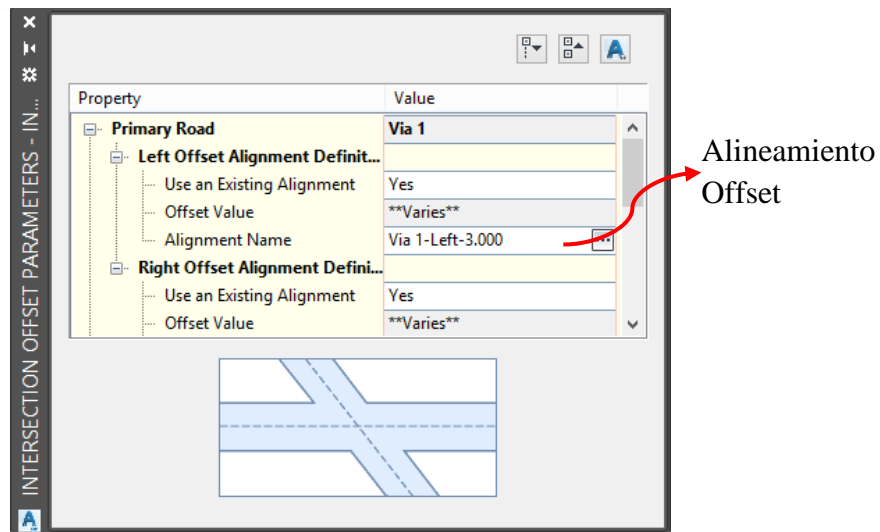 INTERSECTION OFFSET PARAMETERS - IN...
Property Value
Primary Road Via 1
Left Offset Alignment Definit...
Use an Existing Alignment Yes
Offset Value **Varies**
Alignment Name Via 1-Left-3.000 ...
Right Offset Alignment Defini...
Use an Existing Alignment Yes
Offset Value **Varies**
Alineamiento
Offset